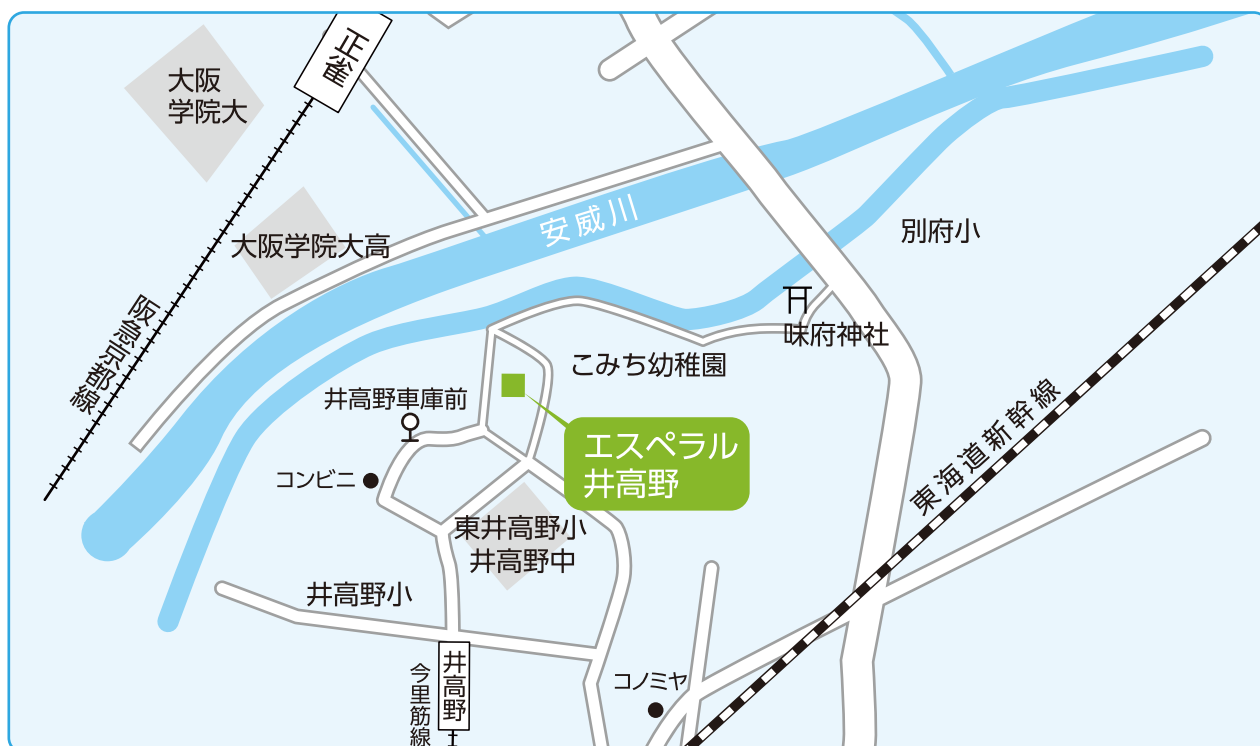 正雀
大阪
学院大
安威川
別府小
大阪学院大高
阪急京都線
味府神社
こみち幼稚園
井高野車庫前
エスペラル
井高野
コンビニ
東海道新幹線
東井高野小
井高野中
井高野小
井高野
今里筋線
コノミヤ